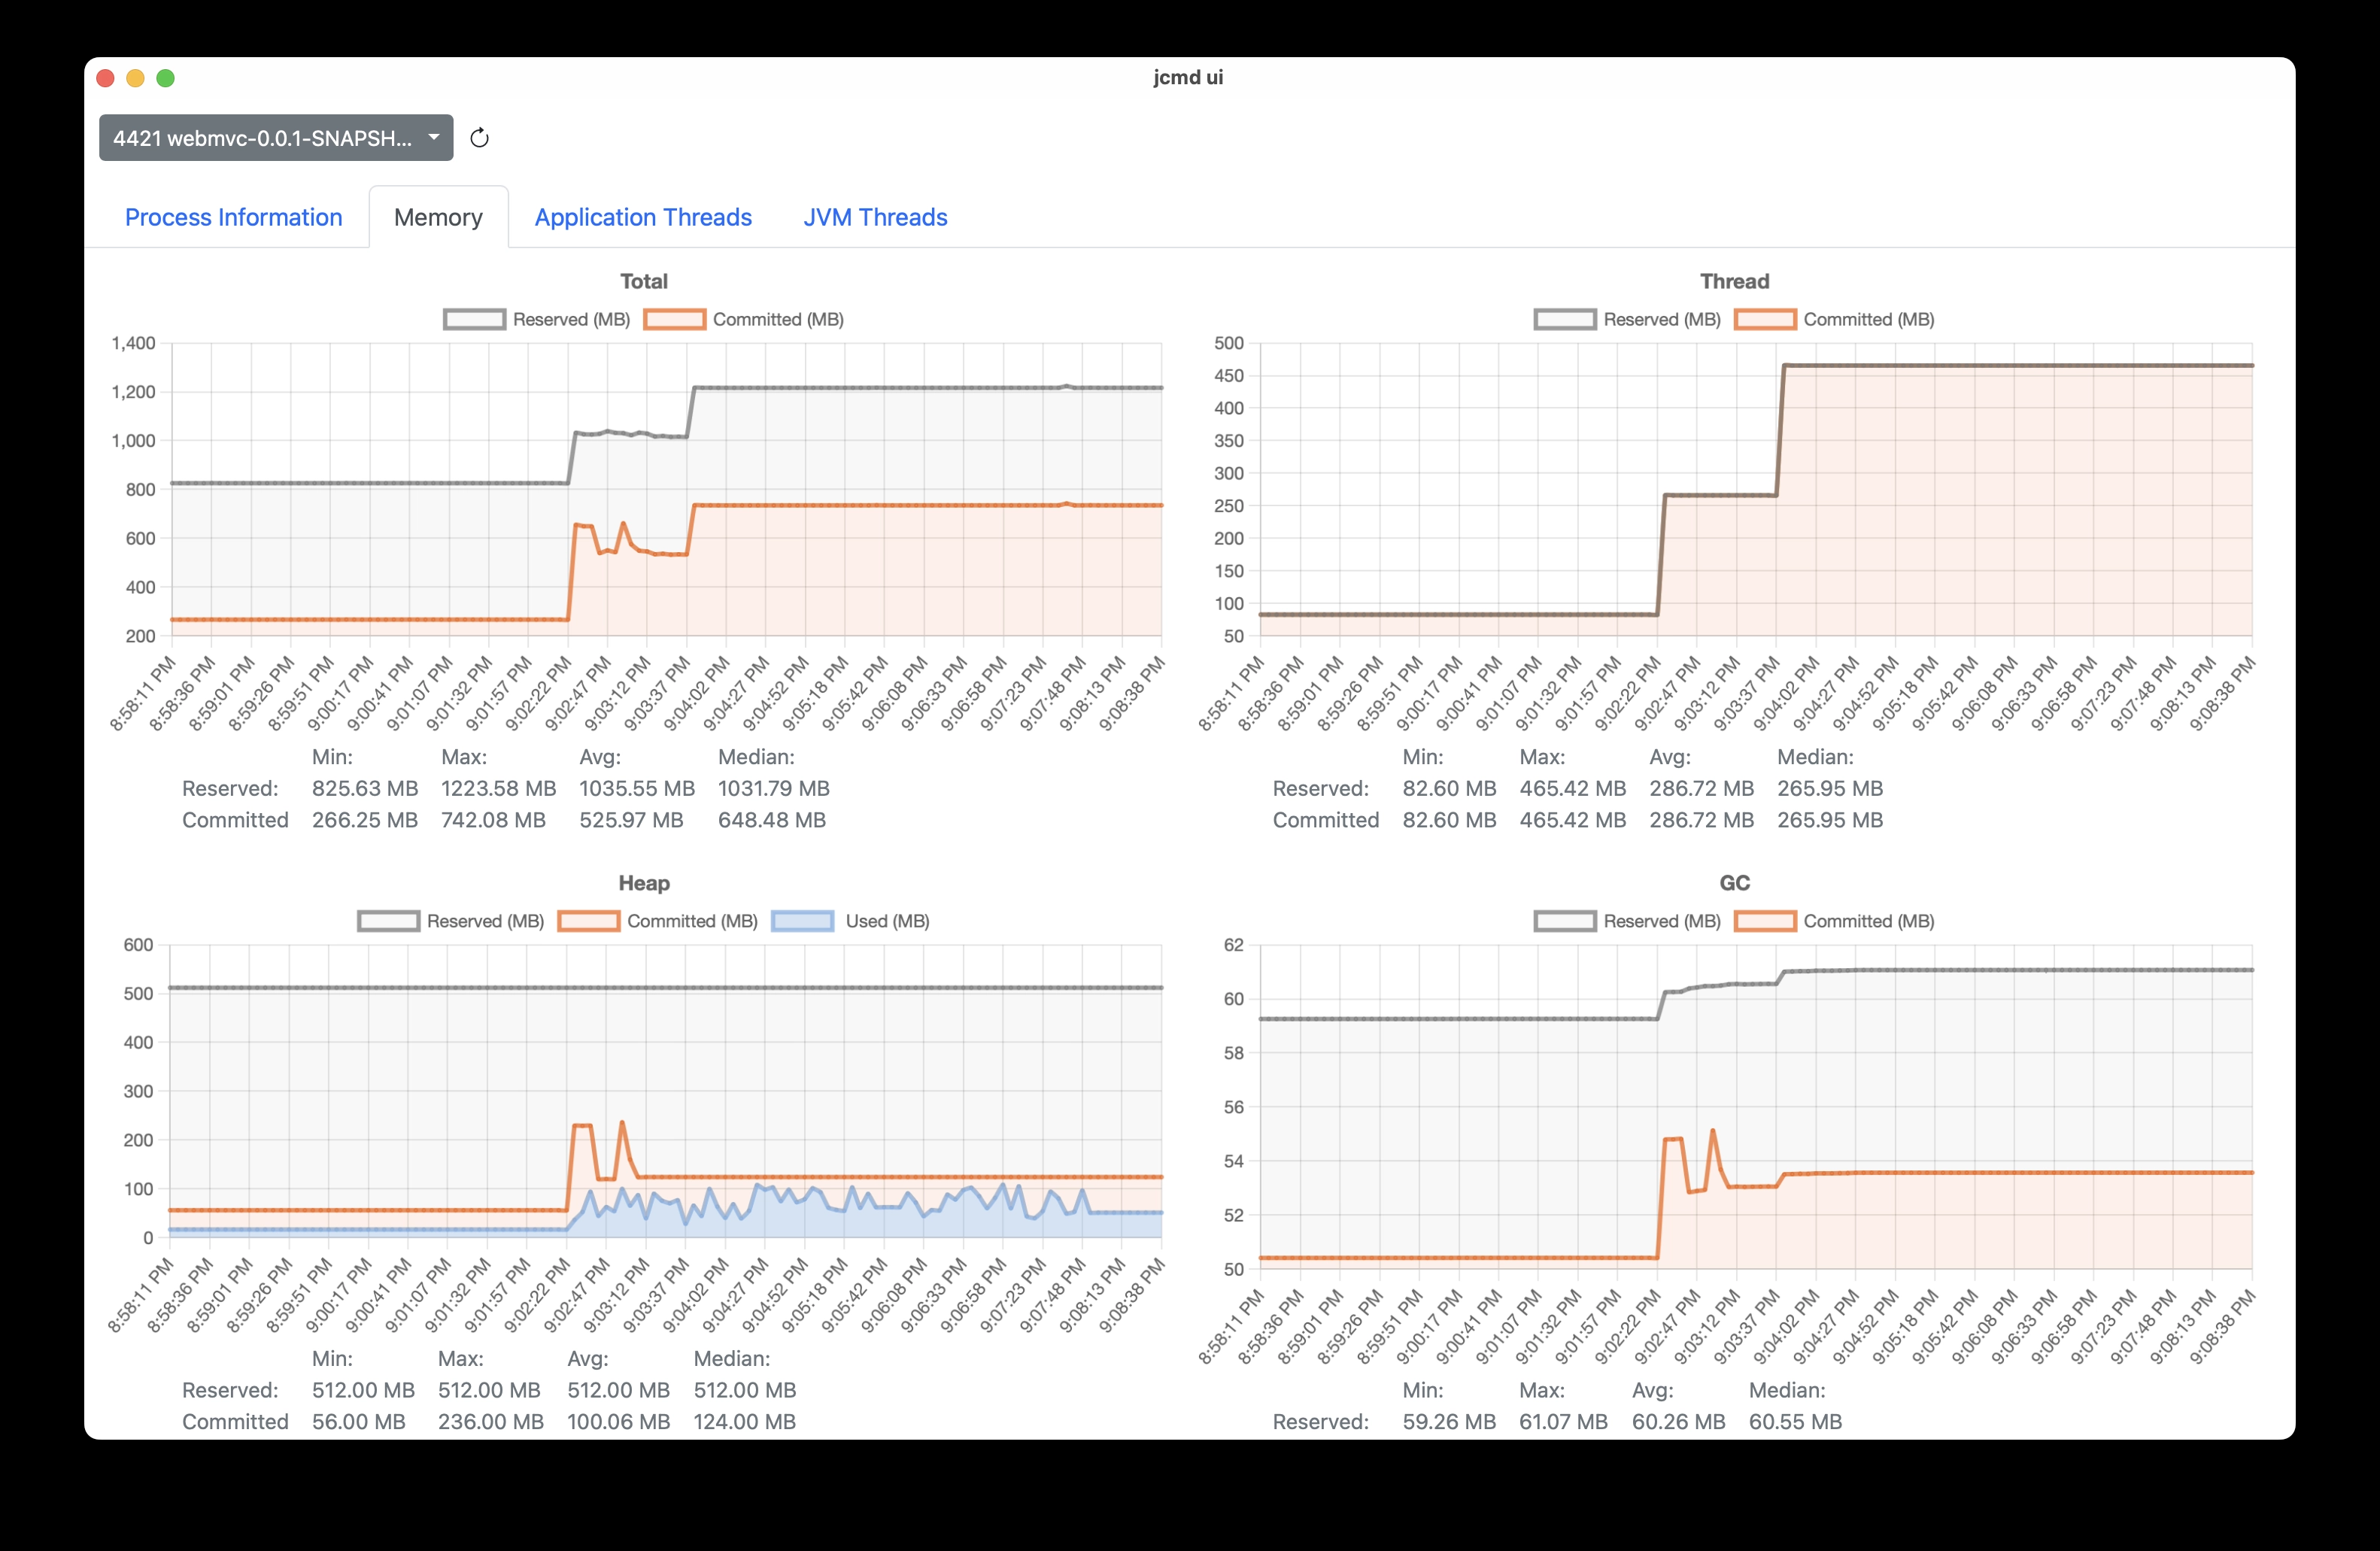 jcmd ui
4421 webmvc-0.0.1-SNAPSH...
Process Information Memory Application Threads JVM Threads
Total
Reserved (MB) Committed (MB)
1,400
1,200
1,000
800
600
400
200
8:58:11 PM 8:58:36 PM 8:59:01 PM 8:59:26 PM 8:59:51 PM 9:00:17 PM 9:00:41 PM 9:01:07 PM 9:01:32 PM 9:01:57 PM 9:02:22 PM 9:02:47 PM 9:03:12 PM 9:03:37 PM 9:04:02 PM 9:04:27 PM 9:04:52 PM 9:05:18 PM 9:05:42 PM 9:06:08 PM 9:06:33 PM 9:06:58 PM 9:07:23 PM 9:07:48 PM 9:08:13 PM 9:08:38 PM
Min: Max: Avg: Median:
Reserved: 825.63 MB 1223.58 MB 1035.55 MB 1031.79 MB
Committed 266.25 MB 742.08 MB 525.97 MB 648.48 MB
Thread
Reserved (MB) Committed (MB)
500
450
400
350
300
250
200
150
100
50
8:58:11 PM 8:58:36 PM 8:59:01 PM 8:59:26 PM 8:59:51 PM 9:00:17 PM 9:00:41 PM 9:01:07 PM 9:01:32 PM 9:01:57 PM 9:02:22 PM 9:02:47 PM 9:03:12 PM 9:03:37 PM 9:04:02 PM 9:04:27 PM 9:04:52 PM 9:05:18 PM 9:05:42 PM 9:06:08 PM 9:06:33 PM 9:06:58 PM 9:07:23 PM 9:07:48 PM 9:08:13 PM 9:08:38 PM
Min: Max: Avg: Median:
Reserved: 82.60 MB 465.42 MB 286.72 MB 265.95 MB
Committed 82.60 MB 465.42 MB 286.72 MB 265.95 MB
Heap
Reserved (MB) Committed (MB) Used (MB)
600
500
400
300
200
100
0
8:58:11 PM 8:58:36 PM 8:59:01 PM 8:59:26 PM 8:59:51 PM 9:00:17 PM 9:00:41 PM 9:01:07 PM 9:01:32 PM 9:01:57 PM 9:02:22 PM 9:02:47 PM 9:03:12 PM 9:03:37 PM 9:04:02 PM 9:04:27 PM 9:04:52 PM 9:05:18 PM 9:05:42 PM 9:06:08 PM 9:06:33 PM 9:06:58 PM 9:07:23 PM 9:07:48 PM 9:08:13 PM 9:08:38 PM
Min: Max: Avg: Median:
Reserved: 512.00 MB 512.00 MB 512.00 MB 512.00 MB
Committed 56.00 MB 236.00 MB 100.06 MB 124.00 MB
GC
Reserved (MB) Committed (MB)
62
60
58
56
54
52
50
8:58:11 PM 8:58:36 PM 8:59:01 PM 8:59:26 PM 8:59:51 PM 9:00:17 PM 9:00:41 PM 9:01:07 PM 9:01:32 PM 9:01:57 PM 9:02:22 PM 9:02:47 PM 9:03:12 PM 9:03:37 PM 9:04:02 PM 9:04:27 PM 9:04:52 PM 9:05:18 PM 9:05:42 PM 9:06:08 PM 9:06:33 PM 9:06:58 PM 9:07:23 PM 9:07:48 PM 9:08:13 PM 9:08:38 PM
Min: Max: Avg: Median:
Reserved: 59.26 MB 61.07 MB 60.26 MB 60.55 MB